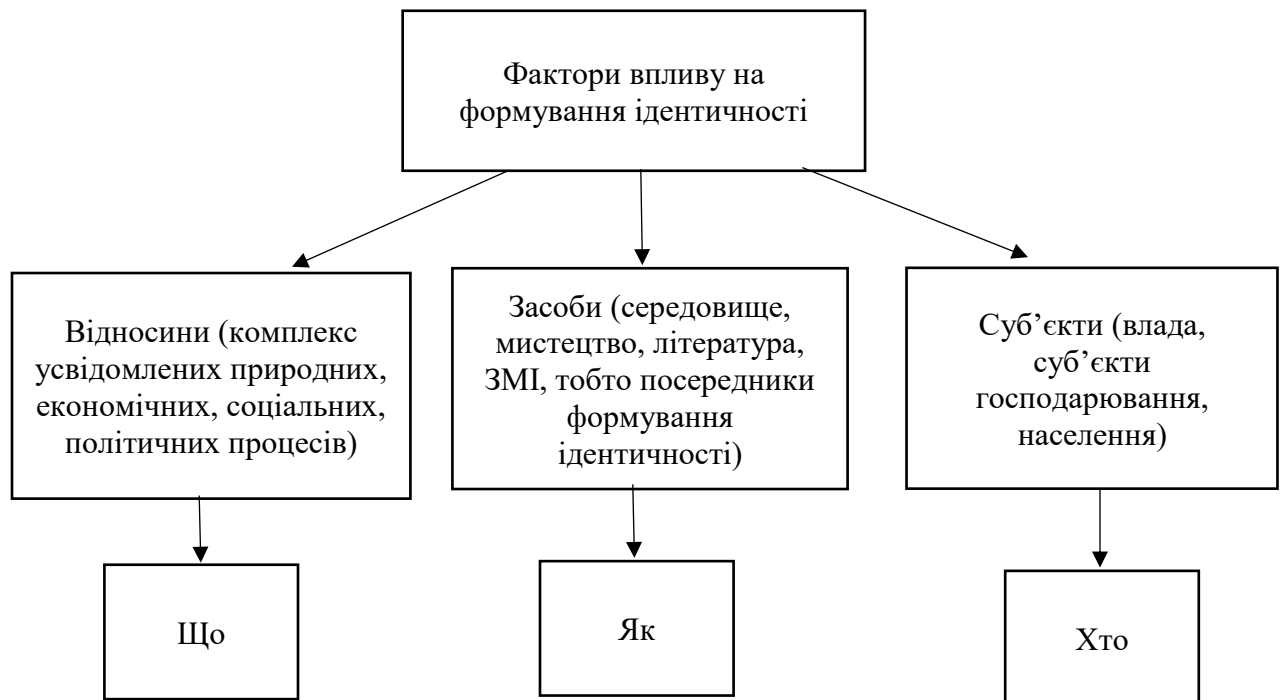 Фактори впливу на
формування ідентичності
Відносини (комплекс
усвідомлених природних,
економічних, соціальних,
політичних процесів)
Засоби (середовище,
мистецтво, література,
ЗМІ, тобто посередники
формування
ідентичності)
Суб’єкти (влада,
суб’єкти
господарювання,
населення)
Що
Як
Хто